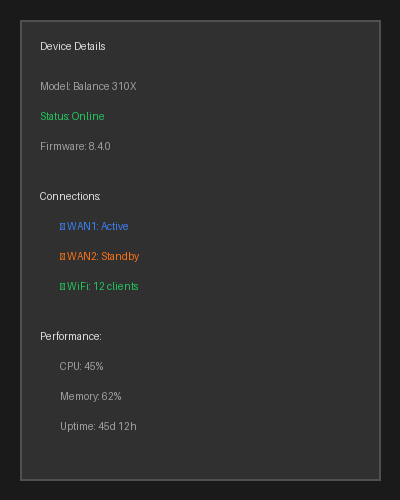 Device Details
Model: Balance 310X
Status: Online
Firmware: 8.4.0
Connections:
WAN1: Active
WAN2: Standby
WiFi: 12 clients
Performance:
CPU: 45%
Memory: 62%
Uptime: 45d 12h